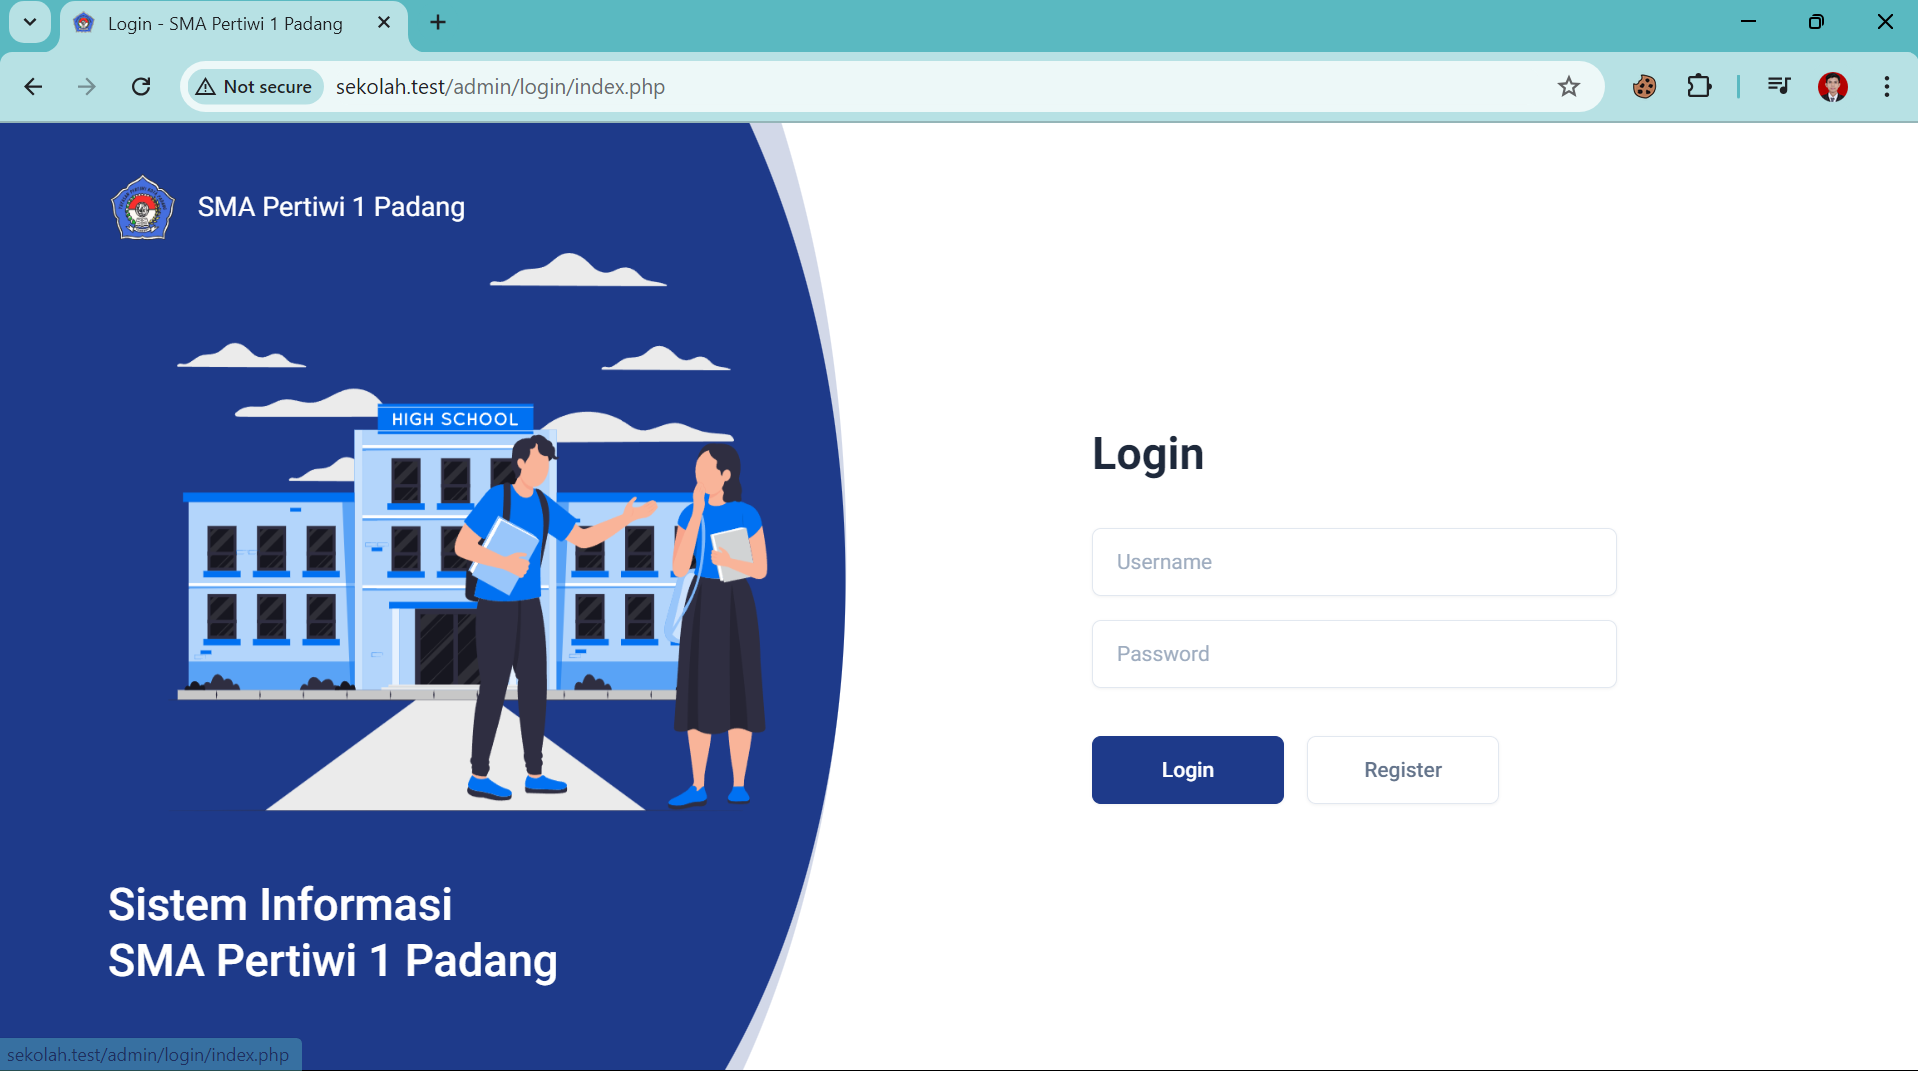 Login - SMA Pertiwi 1 Padang
Not secure
sekolah.test/admin/login/index.php
SMA Pertiwi 1 Padang
HIGH SCHOOL
Sistem Informasi
SMA Pertiwi 1 Padang
Login
Username
Password
Login
Register
sekolah.test/admin/login/index.php